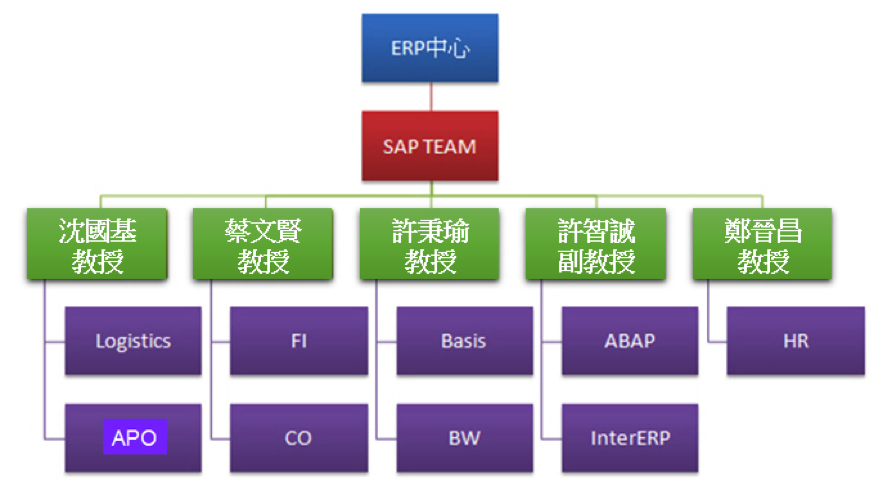 ERP中心
SAP TEAM
沈國基
教授
蔡文賢
教授
許秉瑜
教授
許智誠
副教授
鄭晉昌
教授
Logistics
FI
Basis
ABAP
HR
APO
CO
BW
InterERP